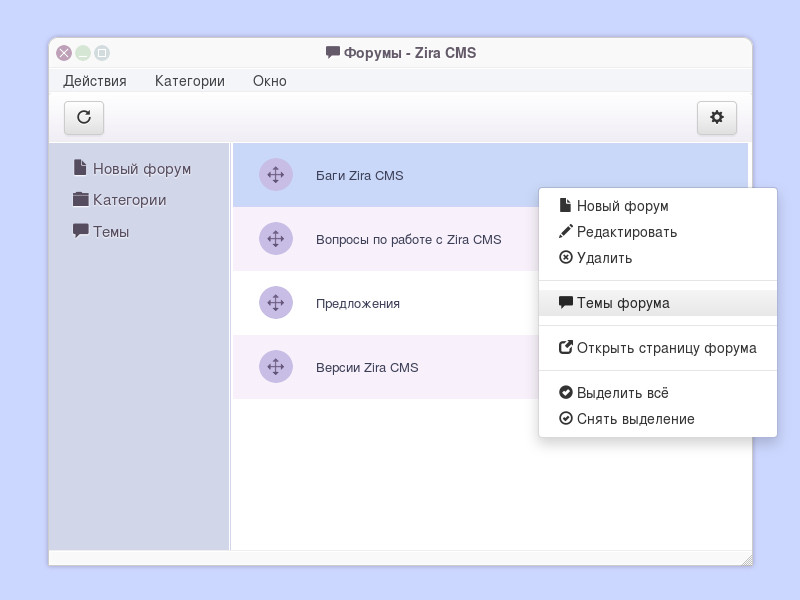 Форумы - Zira CMS
Действия Категории Окно
Новый форум
Категории
Темы
Баги Zira CMS
Вопросы по работе с Zira CMS
Предложения
Версии Zira CMS
Новый форум
Редактировать
Удалить
Темы форума
Открыть страницу форума
Выделить всё
Снять выделение